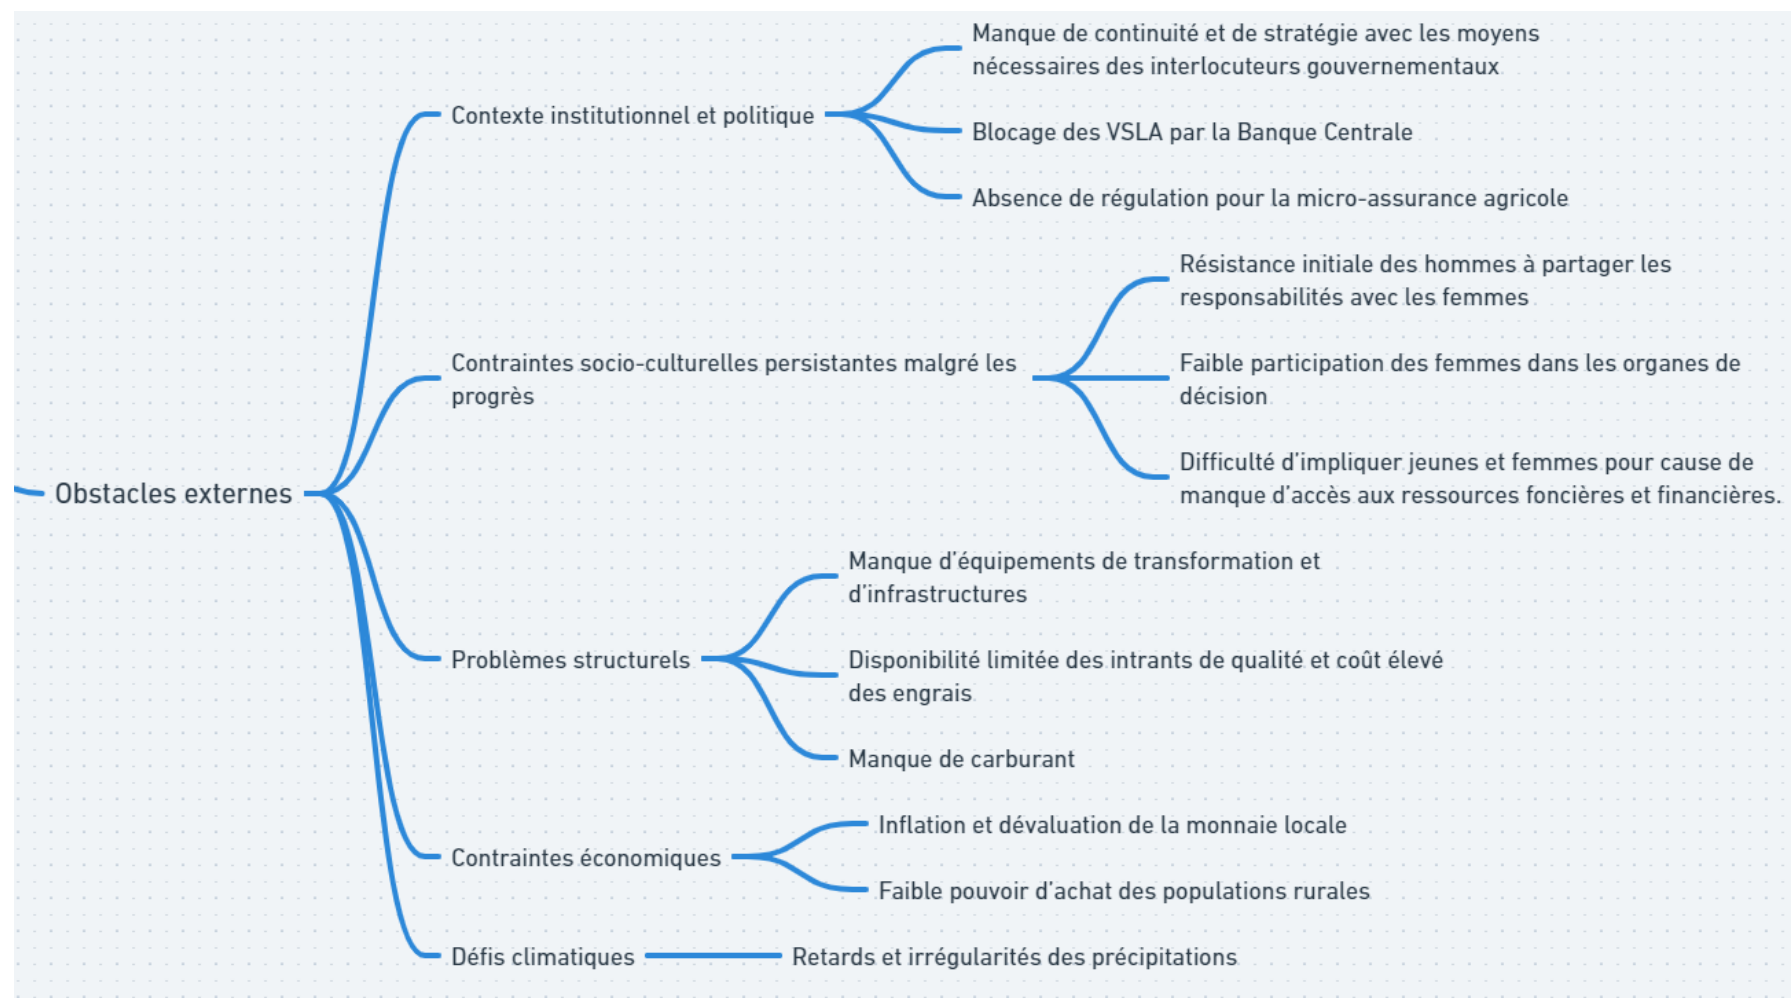 Obstacles externes
Contexte institutionnel et politique
Manque de continuité et de stratégie avec les moyens
nécessaires des interlocuteurs gouvernementaux
Blocage des VSLA par la Banque Centrale
Absence de régulation pour la micro-assurance agricole
Contraintes socio-culturelles persistantes malgré les
progrès
Résistance initiale des hommes à partager les
responsabilités avec les femmes
Faible participation des femmes dans les organes de
décision
Difficulté d’impliquer jeunes et femmes pour cause de
manque d’accès aux ressources foncières et financières.
Problèmes structurels
Manque d’équipements de transformation et
d’infrastructures
Disponibilité limitée des intrants de qualité et coût élevé
des engrais
Manque de carburant
Contraintes économiques
Inflation et dévaluation de la monnaie locale
Faible pouvoir d’achat des populations rurales
Défis climatiques
Retards et irrégularités des précipitations